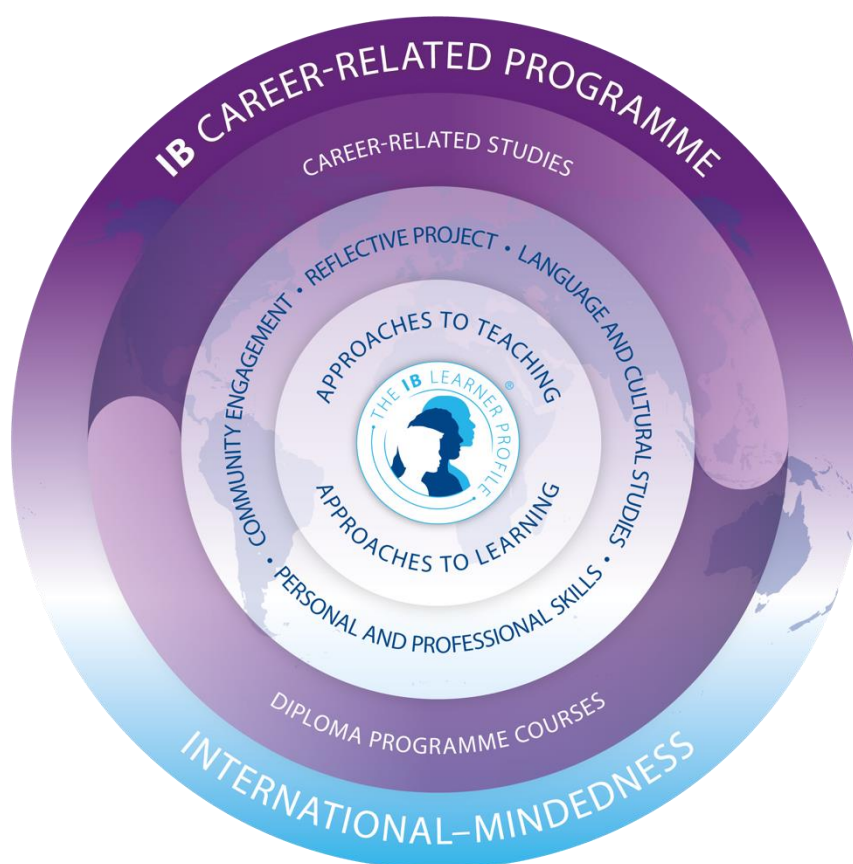 IB CAREER-RELATED PROGRAMME
CAREER-RELATED STUDIES
COMMUNITY ENGAGEMENT • REFLECTIVE PROJECT • LANGUAGE AND CULTURAL STUDIES • PERSONAL AND PROFESSIONAL SKILLS •
APPROACHES TO TEACHING
• THE IB LEARNER PROFILE • ®
APPROACHES TO LEARNING
DIPLOMA PROGRAMME COURSES
INTERNATIONAL–MINDEDNESS